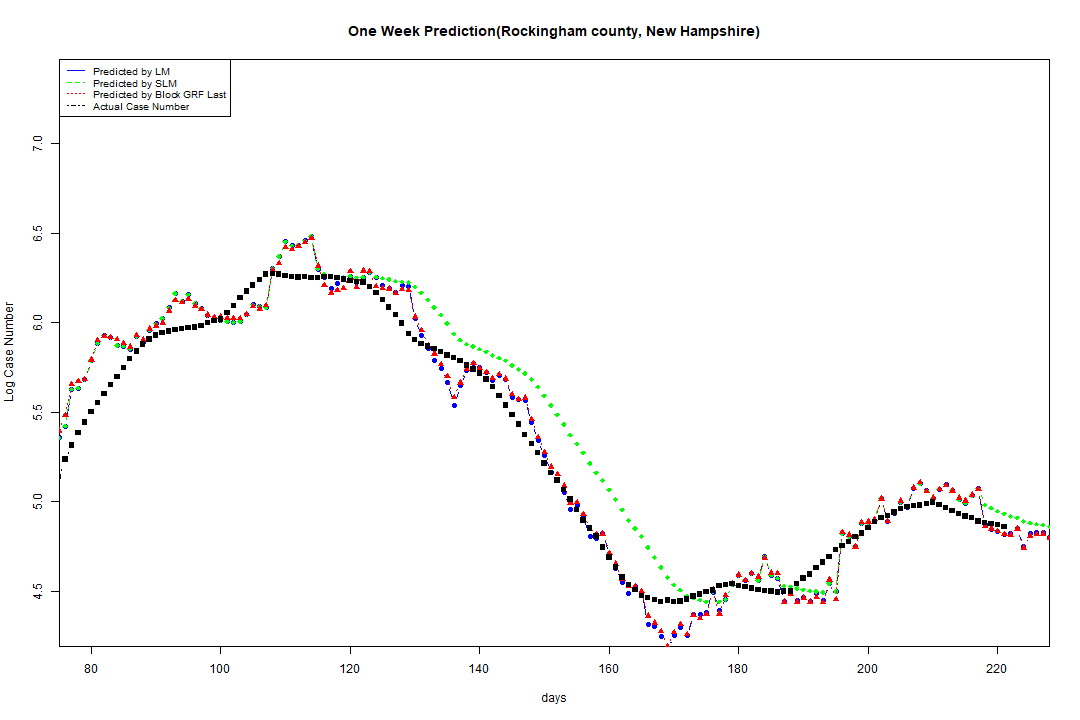 One Week Prediction(Rockingham county, New Hampshire)
Predicted by LM
Predicted by SLM
Predicted by Block GRF Last
Actual Case Number
7.0
6.5
6.0
5.5
5.0
4.5
Log Case Number
80 100 120 140 160 180 200 220
days